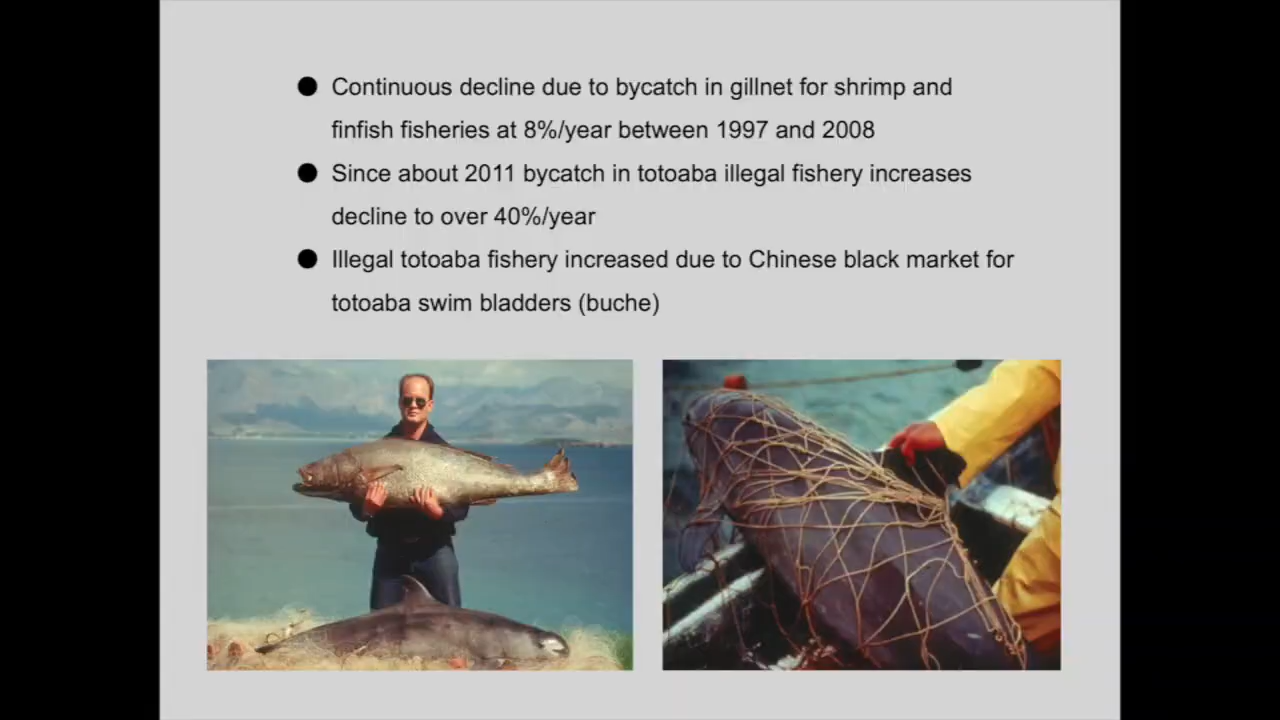 ● Continuous decline due to bycatch in gillnet for shrimp and
finfish fisheries at 8%/year between 1997 and 2008
● Since about 2011 bycatch in totoaba illegal fishery increases
decline to over 40%/year
● Illegal totoaba fishery increased due to Chinese black market for
totoaba swim bladders (buche)